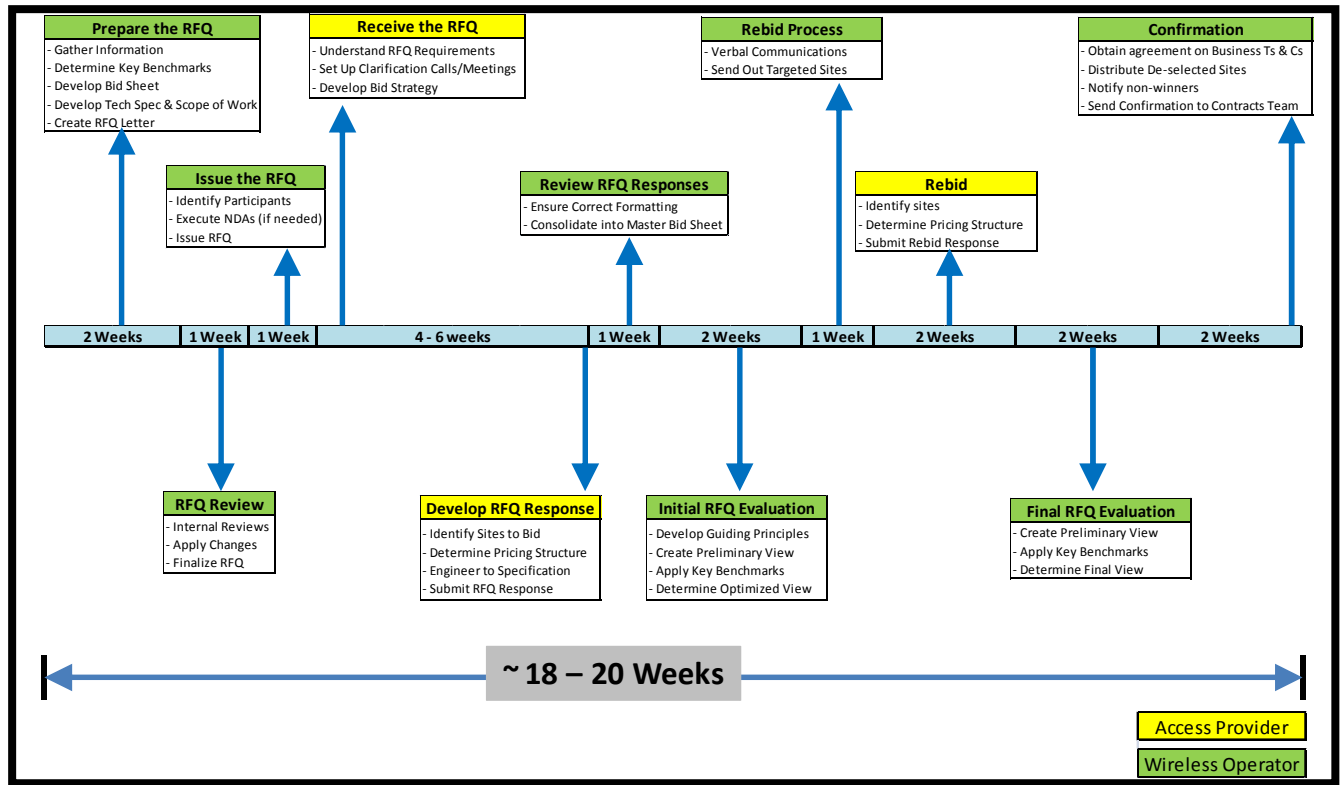 Prepare the RFQ
- Gather Information
- Determine Key Benchmarks
- Develop Bid Sheet
- Develop Tech Spec & Scope of Work
- Create RFQ Letter
Receive the RFQ
- Understand RFQ Requirements
- Set Up Clarification Calls/Meetings
- Develop Bid Strategy
Rebid Process
- Verbal Communications
- Send Out Targeted Sites
Confirmation
- Obtain agreement on Business Ts & Cs
- Distribute De-selected Sites
- Notify non-winners
- Send Confirmation to Contracts Team
Issue the RFQ
- Identify Participants
- Execute NDAs (if needed)
- Issue RFQ
Review RFQ Responses
- Ensure Correct Formatting
- Consolidate into Master Bid Sheet
Rebid
- Identify sites
- Determine Pricing Structure
- Submit Rebid Response
2 Weeks
1 Week
1 Week
4 - 6 weeks
1 Week
2 Weeks
1 Week
2 Weeks
2 Weeks
2 Weeks
RFQ Review
- Internal Reviews
- Apply Changes
- Finalize RFQ
Develop RFQ Response
- Identify Sites to Bid
- Determine Pricing Structure
- Engineer to Specification
- Submit RFQ Response
Initial RFQ Evaluation
- Develop Guiding Principles
- Create Preliminary View
- Apply Key Benchmarks
- Determine Optimized View
Final RFQ Evaluation
- Create Preliminary View
- Apply Key Benchmarks
- Determine Final View
~ 18 – 20 Weeks
Access Provider
Wireless Operator